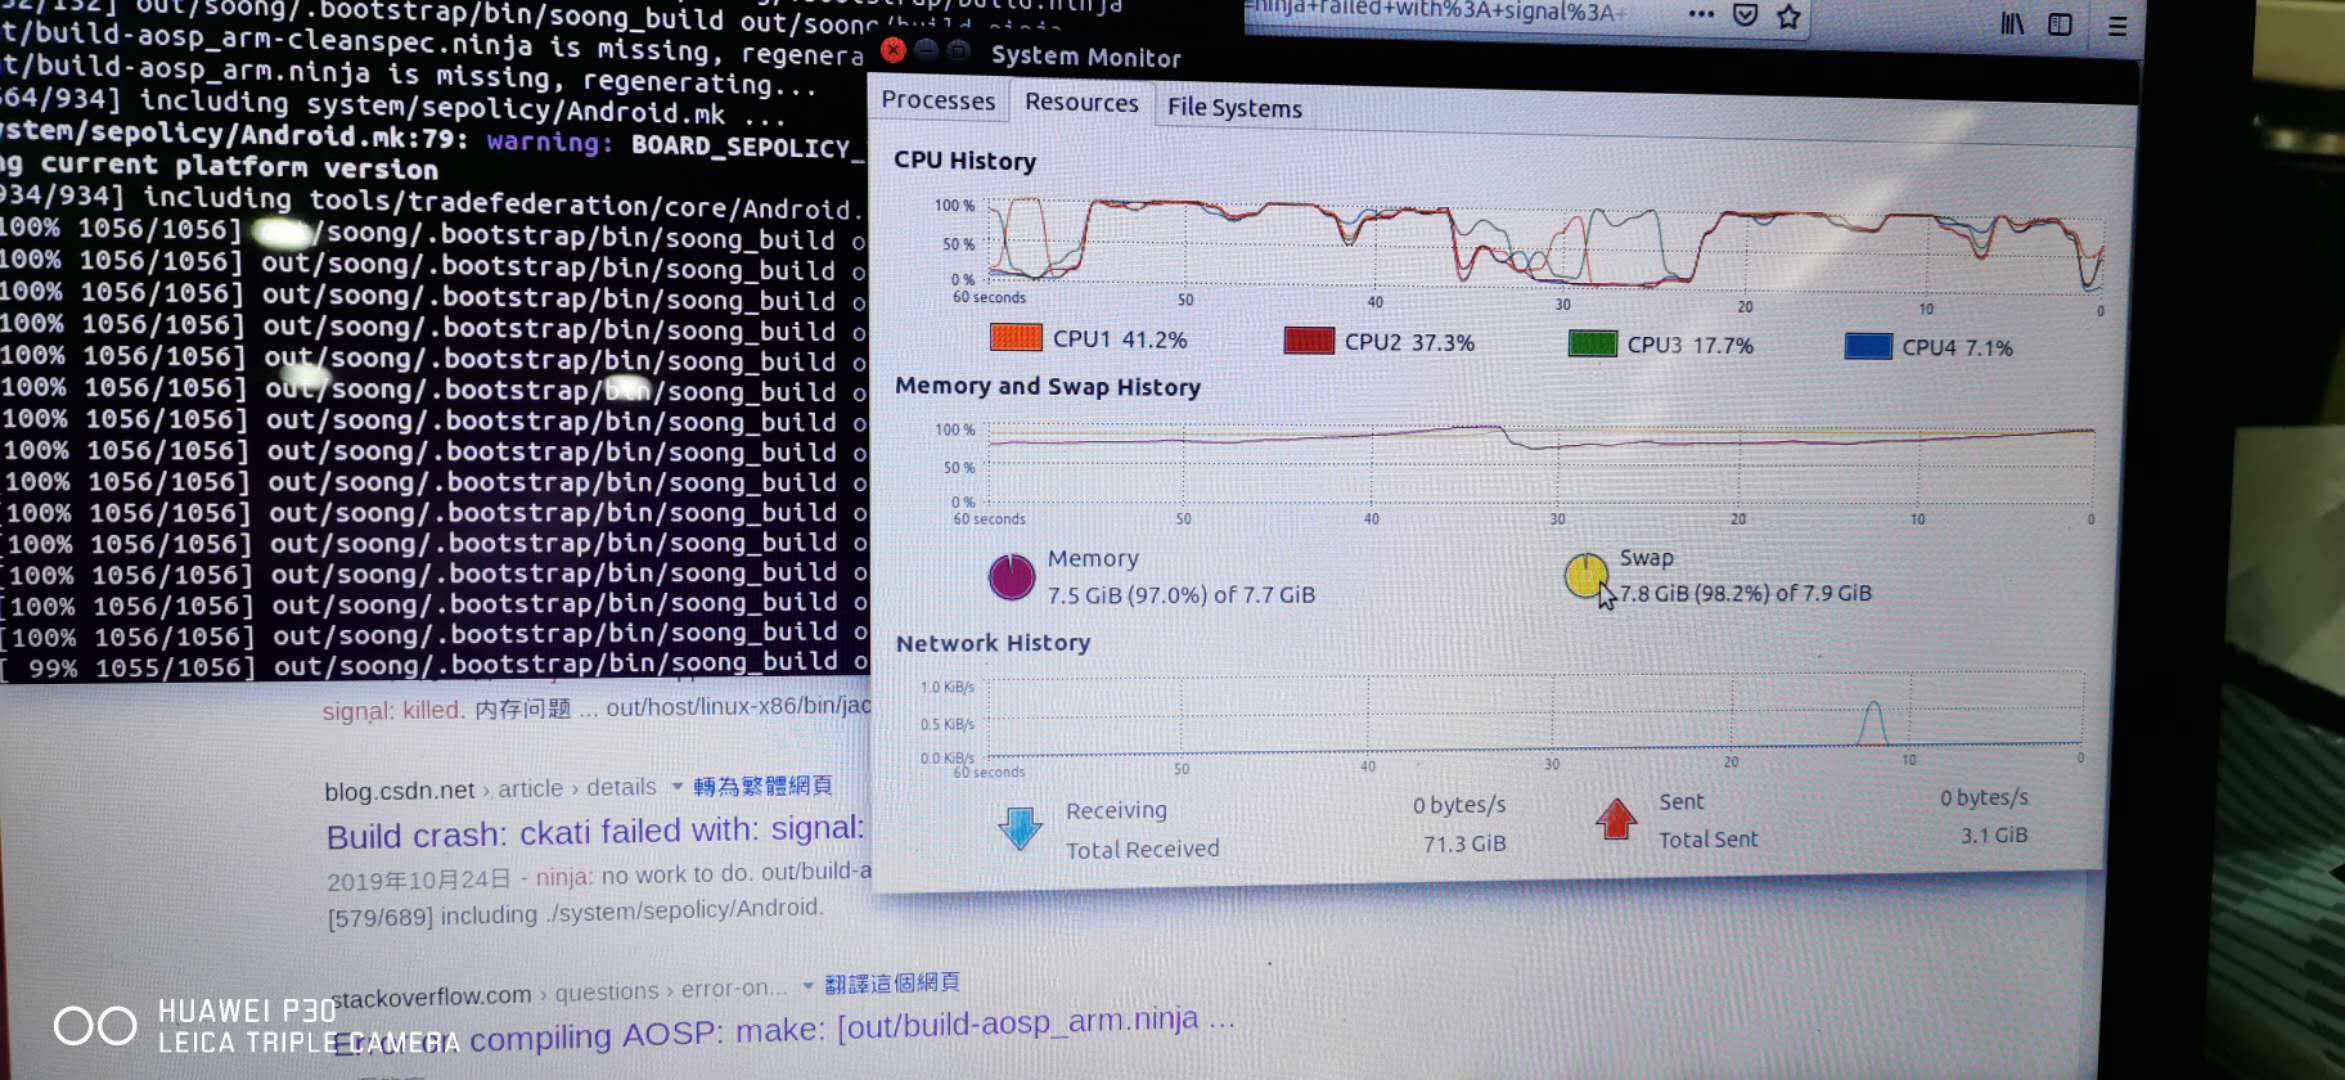 out/soong/.bootstrap/bin/soong_build out/soong
t/build-aosp_arm-cleanspec.ninja is missing, regenera
t/build-aosp_arm.ninja is missing, regenerating...
64/934] including system/sepolicy/Android.mk ...
stem/sepolicy/Android.mk:79: warning: BOARD_SEPOLICY_
ng current platform version
934/934] including tools/tradefederation/core/Android.
100% 1056/1056] /soong/.bootstrap/bin/soong_build o
100% 1056/1056] out/soong/.bootstrap/bin/soong_build o
100% 1056/1056] out/soong/.bootstrap/bin/soong_build o
100% 1056/1056] out/soong/.bootstrap/bin/soong_build o
100% 1056/1056] out/soong/.bootstrap/bin/soong_build o
100% 1056/1056] out/soong/.bootstrap/bin/soong_build o
100% 1056/1056] out/soong/.bootstrap/bin/soong_build o
100% 1056/1056] out/soong/.bootstrap/bin/soong_build o
100% 1056/1056] out/soong/.bootstrap/bin/soong_build o
[100% 1056/1056] out/soong/.bootstrap/bin/soong_build o
[100% 1056/1056] out/soong/.bootstrap/bin/soong_build o
[100% 1056/1056] out/soong/.bootstrap/bin/soong_build o
[100% 1056/1056] out/soong/.bootstrap/bin/soong_build o
[100% 1056/1056] out/soong/.bootstrap/bin/soong_build o
[ 99% 1055/1056] out/soong/.bootstrap/bin/soong_build o
=ninja+failed+with%3A+signal%3A+
System Monitor
Processes Resources File Systems
CPU History
100 %
50 %
0 %
60 seconds 50 40 30 20 10 0
CPU1 41.2% CPU2 37.3% CPU3 17.7% CPU4 7.1%
Memory and Swap History
100 %
50 %
0 %
60 seconds 50 40 30 20 10 0
Memory
7.5 GiB (97.0%) of 7.7 GiB
Swap
7.8 GiB (98.2%) of 7.9 GiB
Network History
1.0 KiB/s
0.5 KiB/s
0.0 KiB/s
60 seconds 50 40 30 20 10 0
Receiving 0 bytes/s
Total Received 71.3 GiB
Sent 0 bytes/s
Total Sent 3.1 GiB
signal: killed. 内存问题 ... out/host/linux-x86/bin/jac
blog.csdn.net › article › details 轉為繁體網頁
Build crash: ckati failed with: signal:
2019年10月24日 - ninja: no work to do. out/build-a
[579/689] including ./system/sepolicy/Android.
stackoverflow.com › questions › error-on... 翻譯這個網頁
Error on compiling AOSP: make: [out/build-aosp_arm.ninja ...
HUAWEI P30
LEICA TRIPLE CAMERA